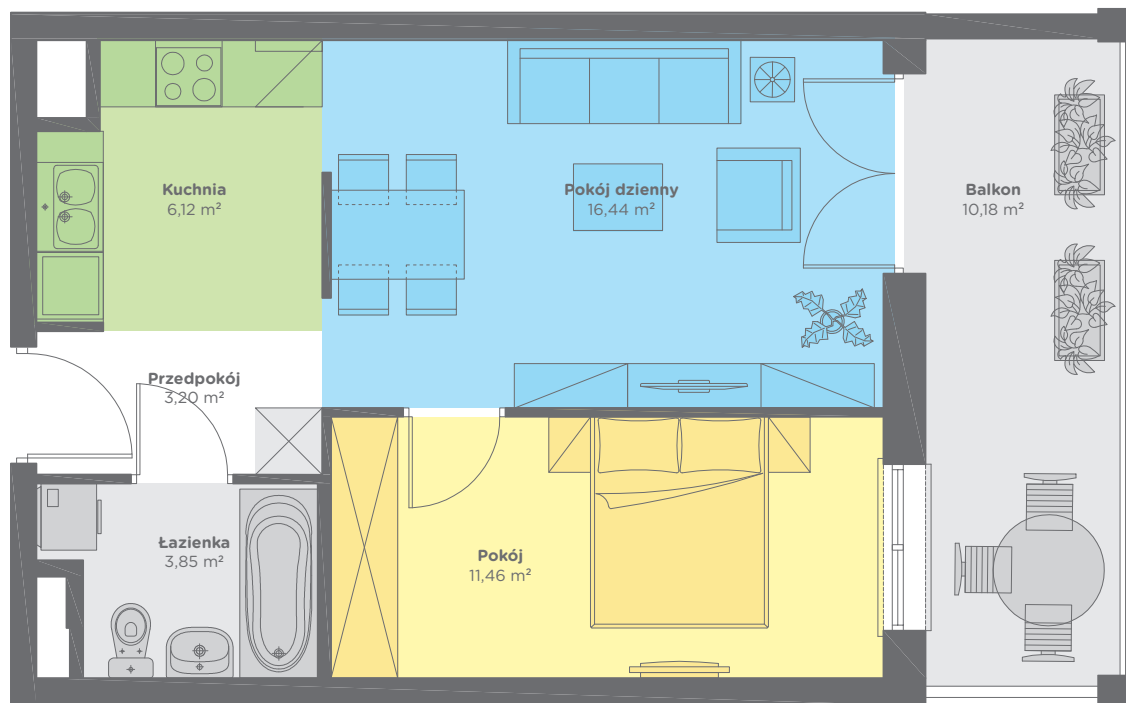 Kuchnia
6,12 m²
Pokój dzienny
16,44 m²
Balkon
10,18 m²
Przedpokój
3,20 m²
Łazienka
3,85 m²
Pokój
11,46 m²